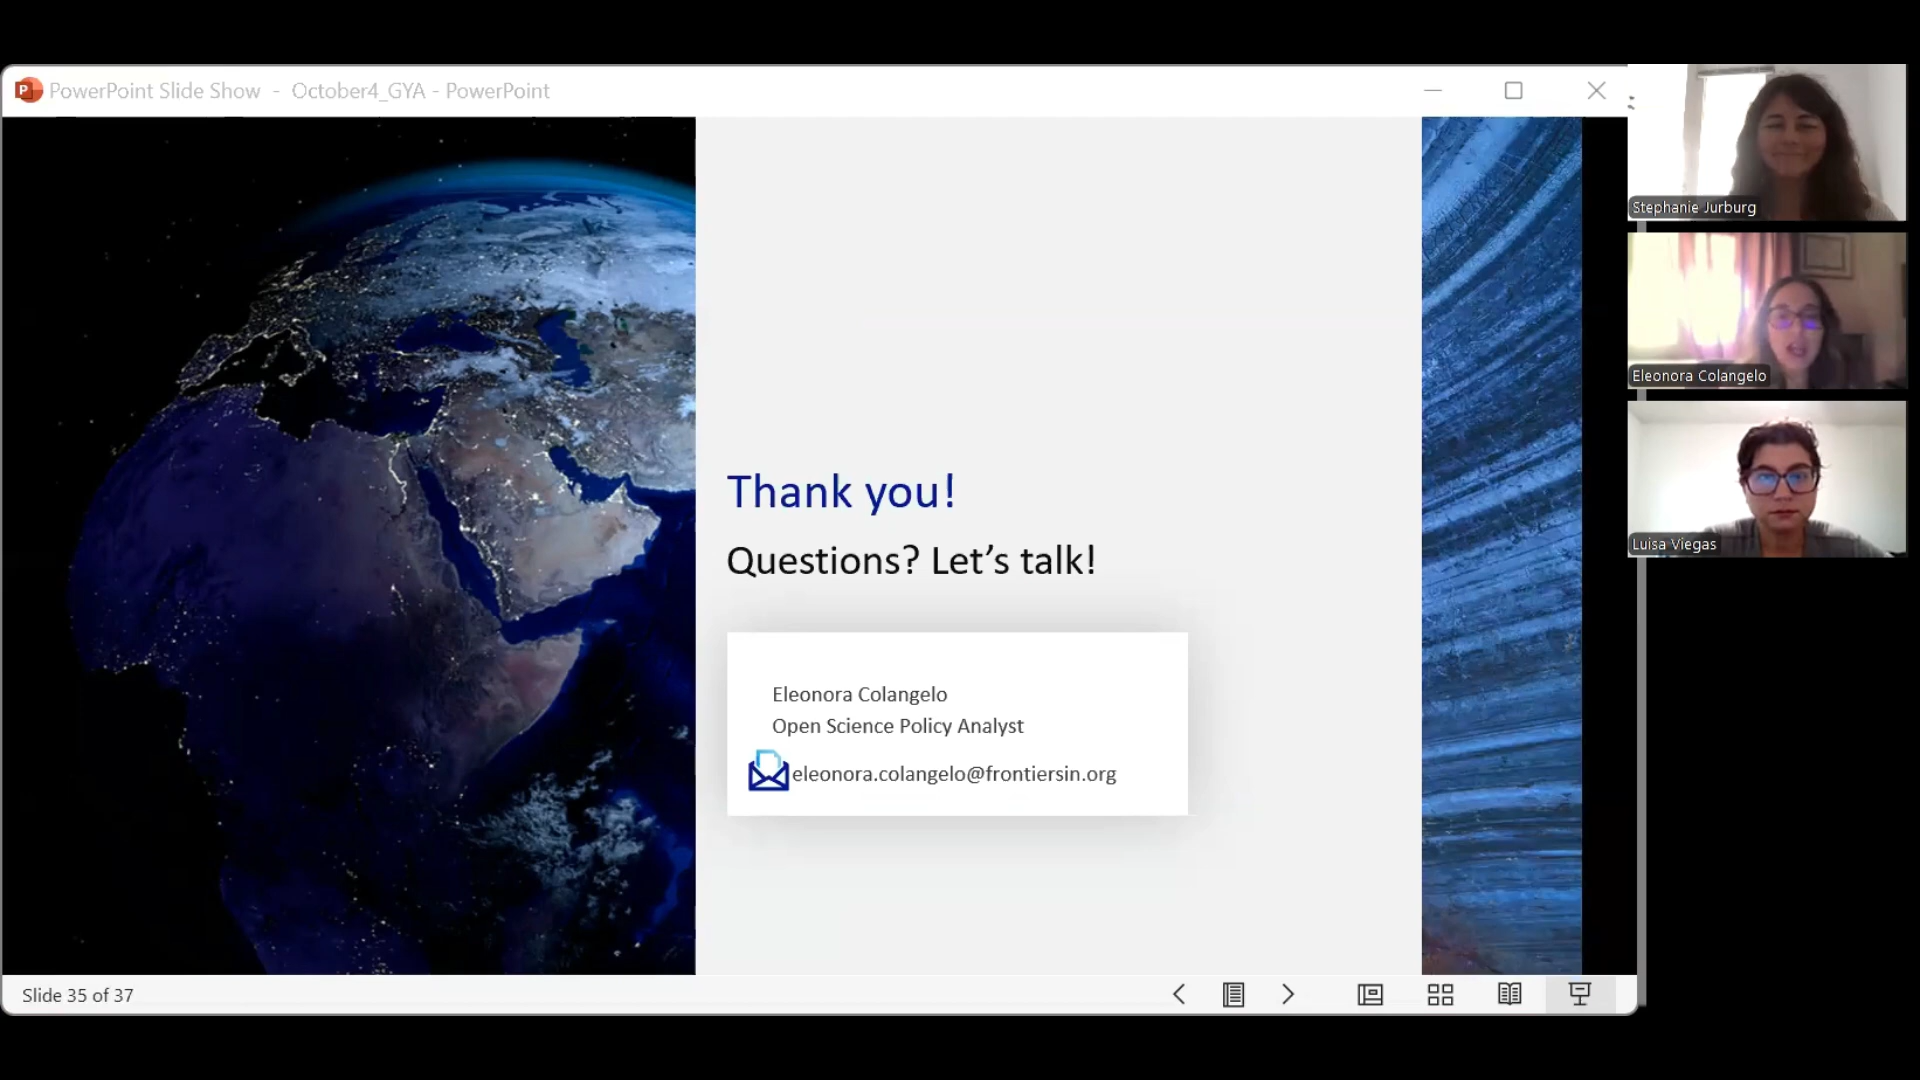 PowerPoint Slide Show - October4_GYA - PowerPoint
Stephanie Jurburg
Eleonora Colangelo
Luisa Viegas
Thank you!
Questions? Let’s talk!
Eleonora Colangelo
Open Science Policy Analyst
eleonora.colangelo@frontiersin.org
Slide 35 of 37